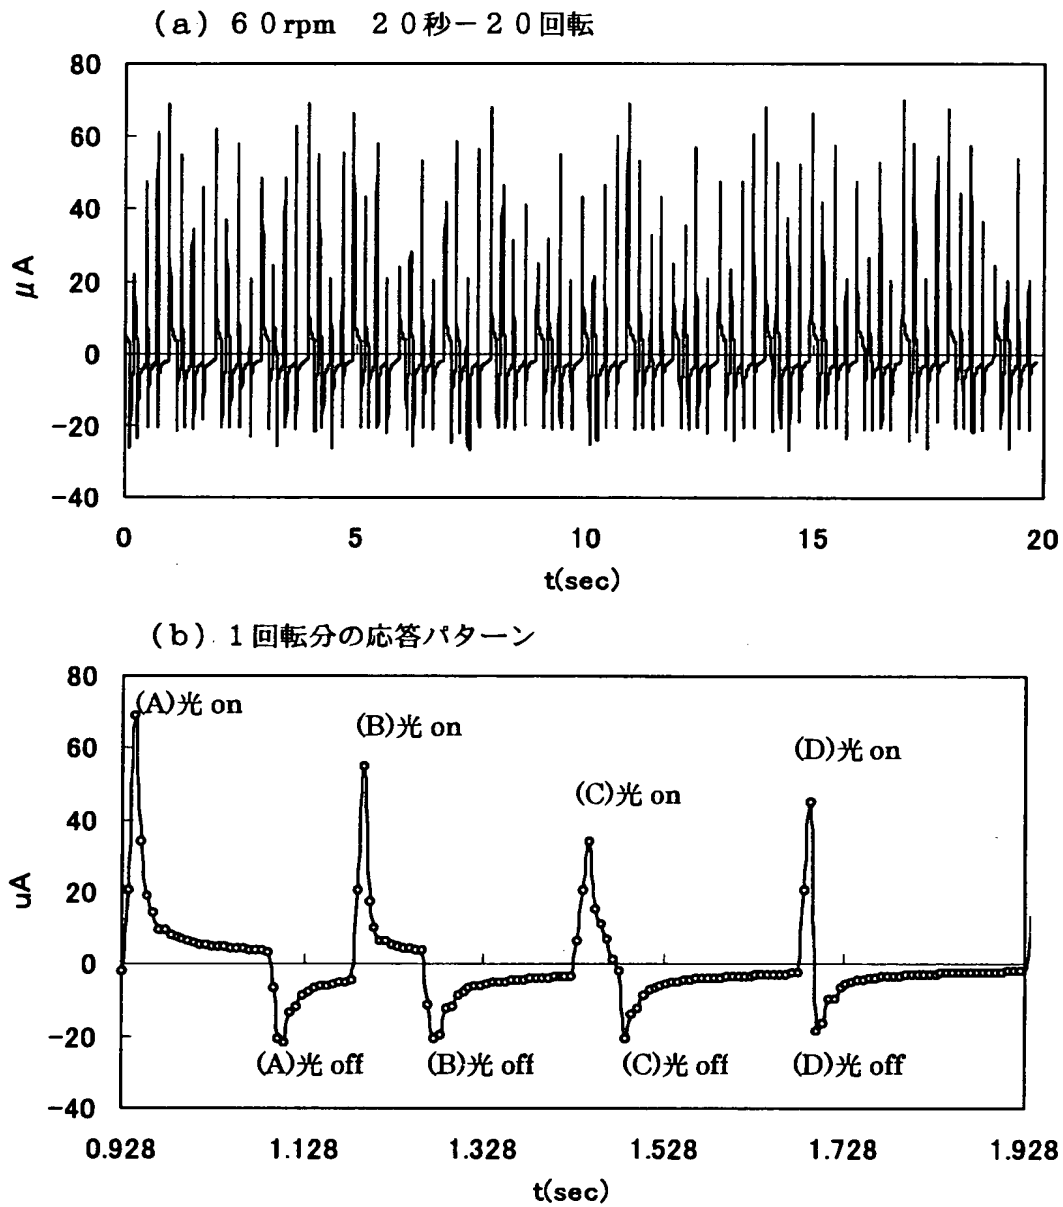 (a) ６０rpm　２０秒－２０回転
80
60
40
20
0
-20
-40
μA
0
5
10
15
20
t(sec)
(b) １回転分の応答パターン
80
60
40
20
0
-20
-40
uA
(A)光 on
(B)光 on
(C)光 on
(D)光 on
(A)光 off
(B)光 off
(C)光 off
(D)光 off
0.928
1.128
1.328
1.528
1.728
1.928
t(sec)